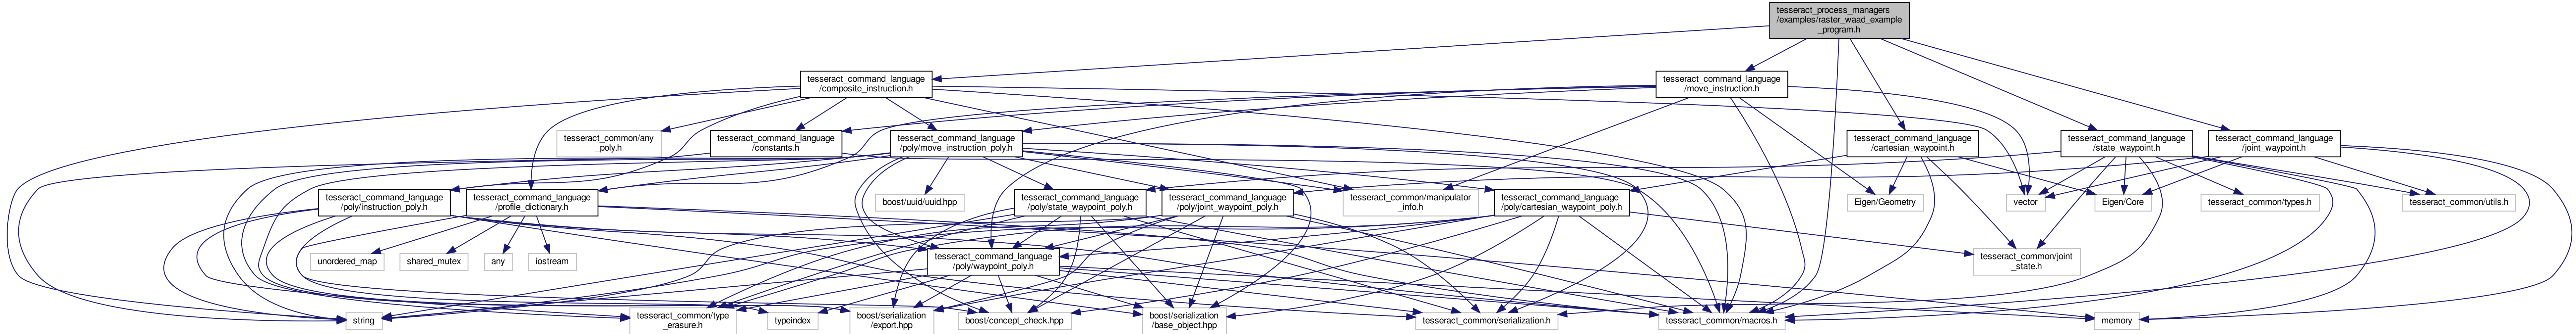 tesseract_process_managers
/examples/raster_waad_example
_program.h
tesseract_command_language
/composite_instruction.h
tesseract_command_language
/move_instruction.h
tesseract_common/any
_poly.h
tesseract_command_language
/constants.h
tesseract_command_language
/poly/move_instruction_poly.h
tesseract_command_language
/cartesian_waypoint.h
tesseract_command_language
/state_waypoint.h
tesseract_command_language
/joint_waypoint.h
tesseract_command_language
/poly/instruction_poly.h
tesseract_command_language
/profile_dictionary.h
boost/uuid/uuid.hpp
tesseract_command_language
/poly/state_waypoint_poly.h
tesseract_command_language
/poly/joint_waypoint_poly.h
tesseract_common/manipulator
_info.h
tesseract_command_language
/poly/cartesian_waypoint_poly.h
Eigen/Geometry
vector
Eigen/Core
tesseract_common/types.h
tesseract_common/utils.h
unordered_map
shared_mutex
any
iostream
tesseract_command_language
/poly/waypoint_poly.h
tesseract_common/joint
_state.h
string
tesseract_common/type
_erasure.h
typeindex
boost/serialization
/export.hpp
boost/concept_check.hpp
boost/serialization
/base_object.hpp
tesseract_common/serialization.h
tesseract_common/macros.h
memory